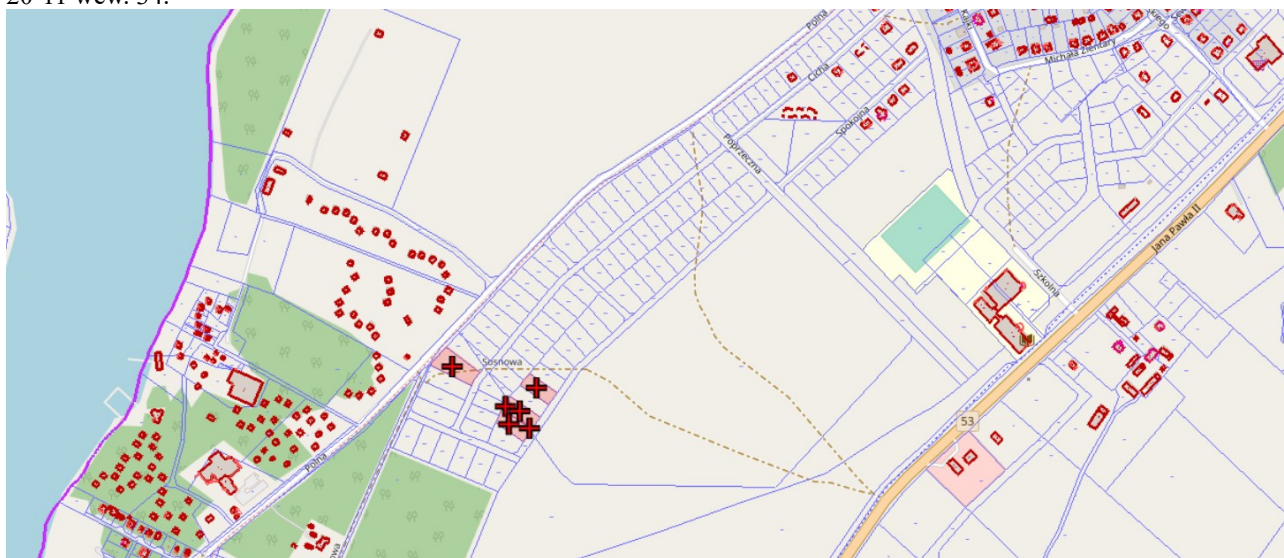 20-11 wew. 34.
Polna
Cicha
Spokojna
Poprzeczna
Michała Zientary
Jana Pawła II
Szkolna
Sosnowa
53
Polna